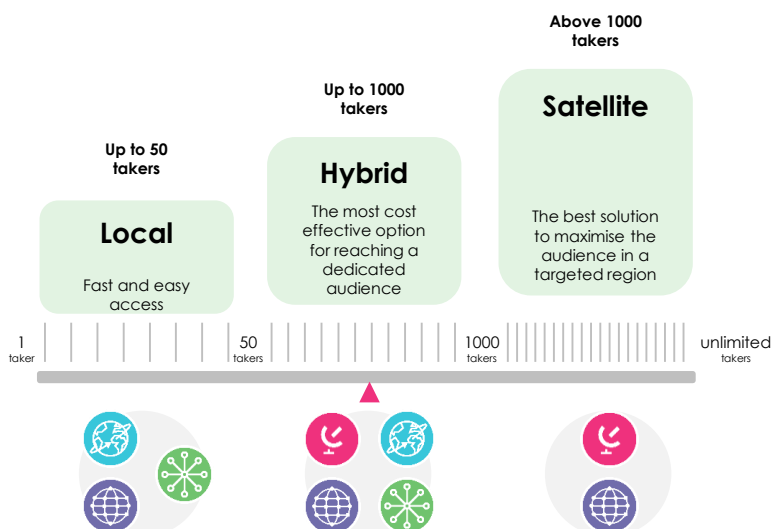 Above 1000
takers
Satellite
The best solution
to maximise the
audience in a
targeted region
Up to 1000
takers
Hybrid
The most cost
effective option
for reaching a
dedicated
audience
Up to 50
takers
Local
Fast and easy
access
1
taker
50
takers
1000
takers
unlimited
takers